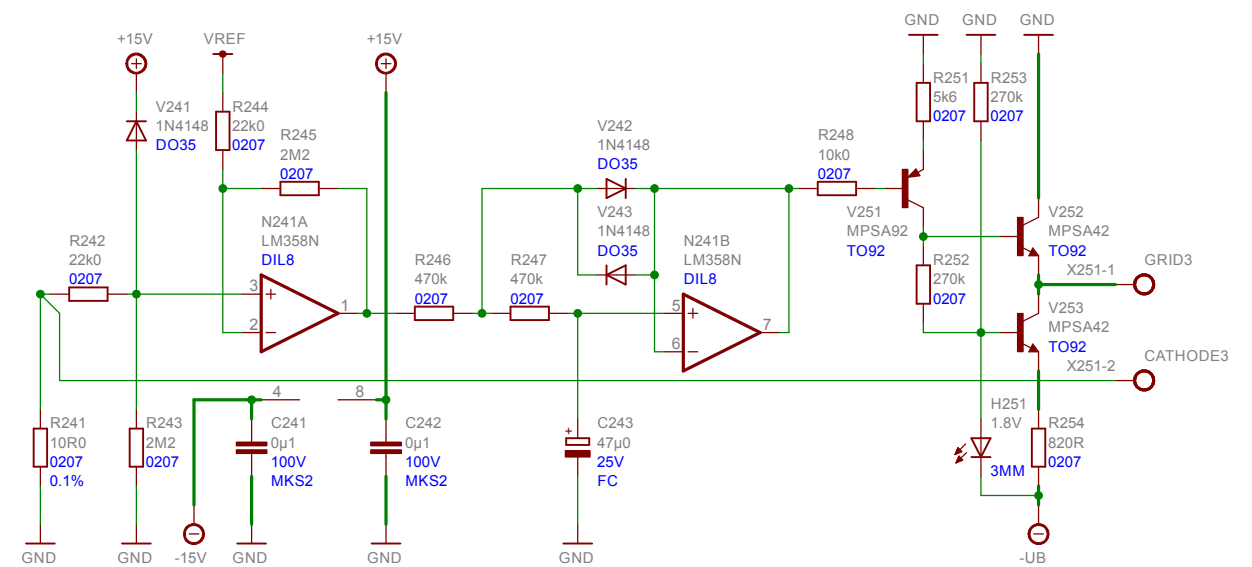 GND
GND
GND
+15V
VREF
+15V
V241
1N4148
DO35
R244
22k0
0207
R245
2M2
0207
V242
1N4148
DO35
V243
1N4148
DO35
R248
10k0
0207
R251
5k6
0207
R253
270k
0207
V251
MPSA92
TO92
V252
MPSA42
TO92
R242
22k0
0207
N241A
LM358N
DIL8
3
+
2
−
1
R246
470k
0207
R247
470k
0207
N241B
LM358N
DIL8
5
+
6
−
7
R252
270k
0207
X251-1
GRID3
V253
MPSA42
TO92
X251-2
CATHODE3
4
8
R241
10R0
0207
0.1%
R243
2M2
0207
C241
0µ1
100V
MKS2
C242
0µ1
100V
MKS2
+
C243
47µ0
25V
FC
H251
1.8V
3MM
R254
820R
0207
GND
GND
-15V
GND
GND
GND
-UB